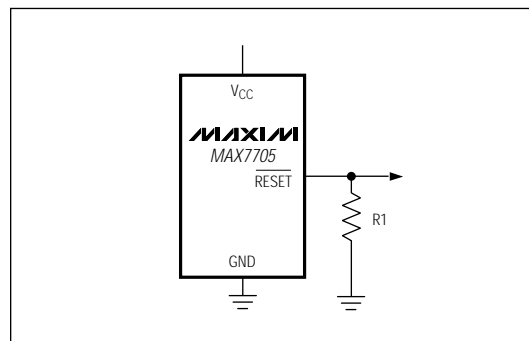 VCC
MAXIM
MAX7705
RESET
R1
GND